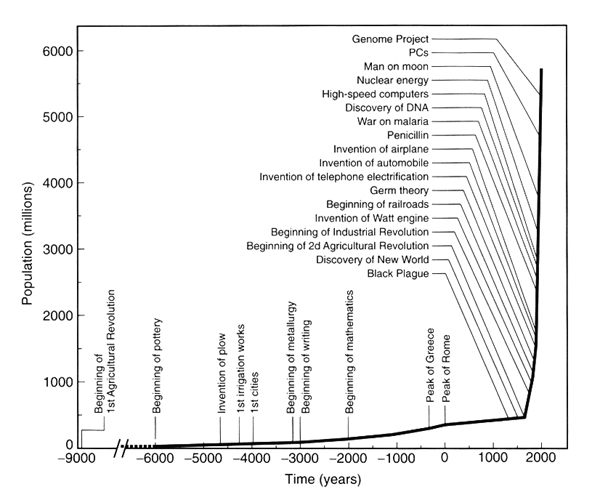 6000
5000
4000
3000
2000
1000
0
Population (millions)
Genome Project
PCs
Man on moon
Nuclear energy
High-speed computers
Discovery of DNA
War on malaria
Penicillin
Invention of airplane
Invention of automobile
Invention of telephone electrification
Germ theory
Beginning of railroads
Invention of Watt engine
Beginning of Industrial Revolution
Beginning of 2d Agricultural Revolution
Discovery of New World
Black Plague
Beginning of
1st Agricultural Revolution
Beginning of pottery
Invention of plow
1st irrigation works
1st cities
Beginning of metallurgy
Beginning of writing
Beginning of mathematics
Peak of Greece
Peak of Rome
−9000 −6000 −5000 −4000 −3000 −2000 −1000 0 1000 2000
Time (years)